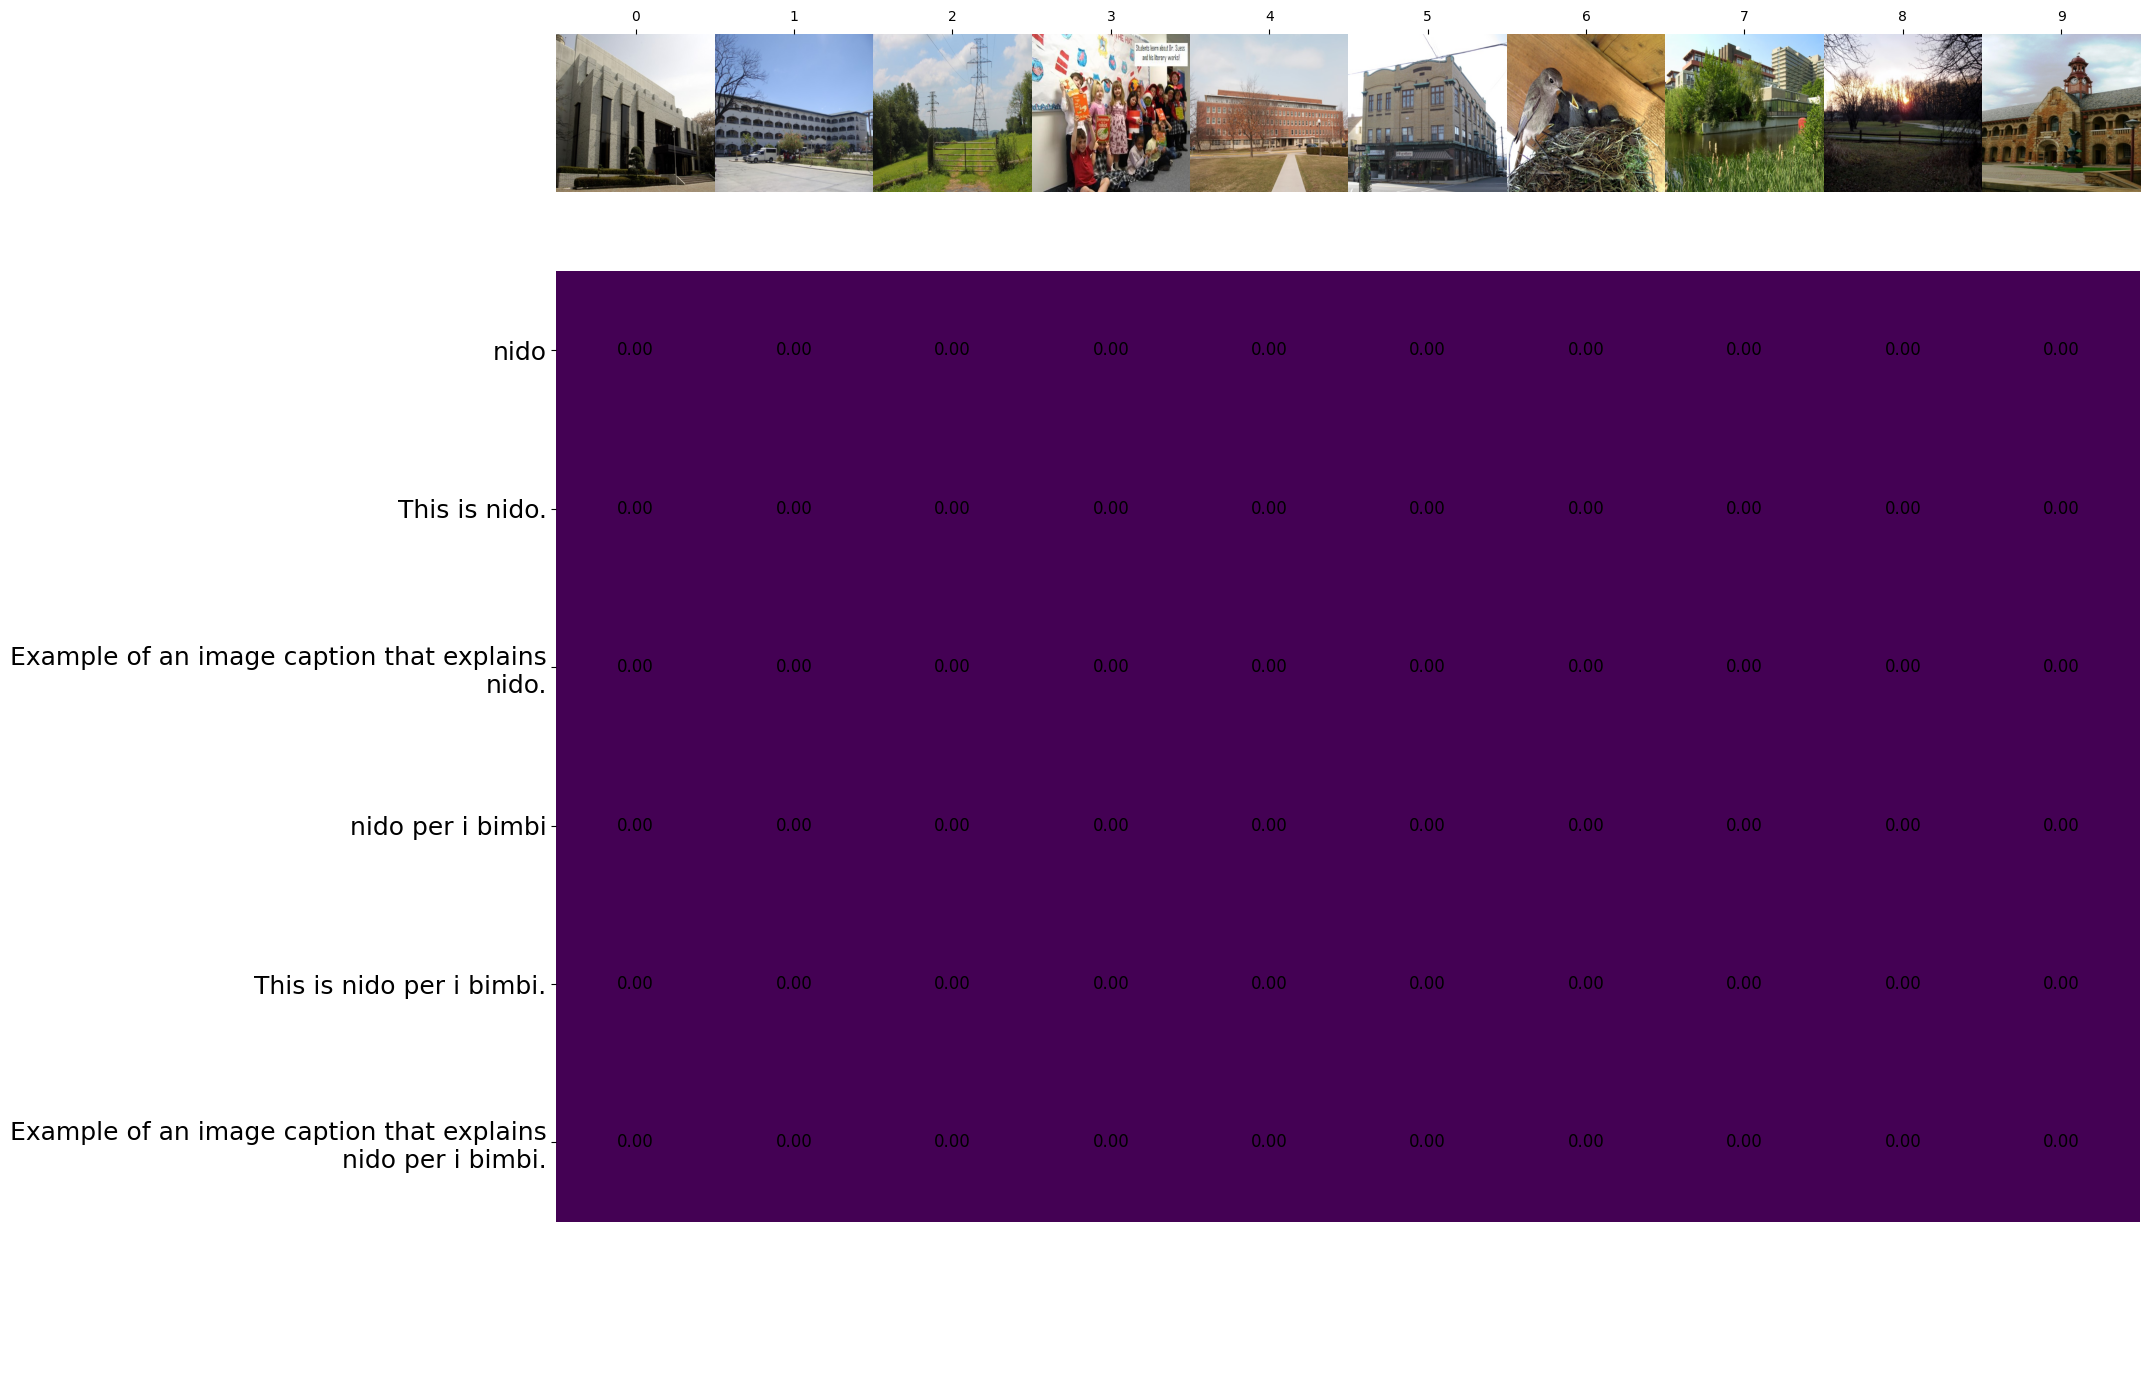 0 1 2 3 4 5 6 7 8 9
Students learn about Dr. Suess
and his literary works!
nido 0.00 0.00 0.00 0.00 0.00 0.00 0.00 0.00 0.00 0.00
This is nido. 0.00 0.00 0.00 0.00 0.00 0.00 0.00 0.00 0.00 0.00
Example of an image caption that explains
nido. 0.00 0.00 0.00 0.00 0.00 0.00 0.00 0.00 0.00 0.00
nido per i bimbi 0.00 0.00 0.00 0.00 0.00 0.00 0.00 0.00 0.00 0.00
This is nido per i bimbi. 0.00 0.00 0.00 0.00 0.00 0.00 0.00 0.00 0.00 0.00
Example of an image caption that explains
nido per i bimbi. 0.00 0.00 0.00 0.00 0.00 0.00 0.00 0.00 0.00 0.00